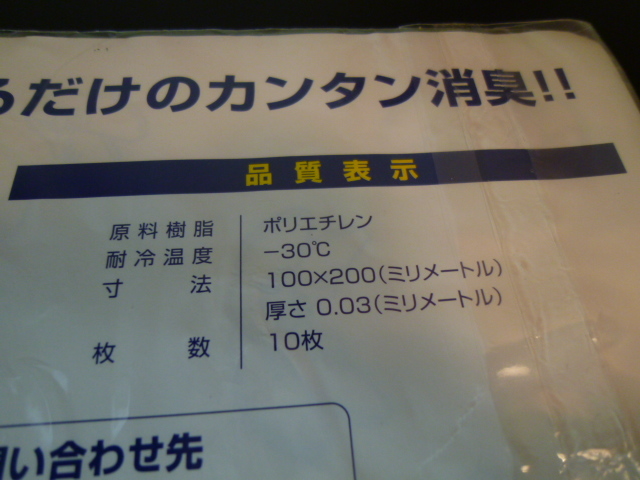 るだけのカンタン消臭!!
品質表示
原料樹脂 ポリエチレン
耐冷温度 −30℃
寸法 100×200(ミリメートル)
厚さ 0.03(ミリメートル)
枚数 10枚
問い合わせ先